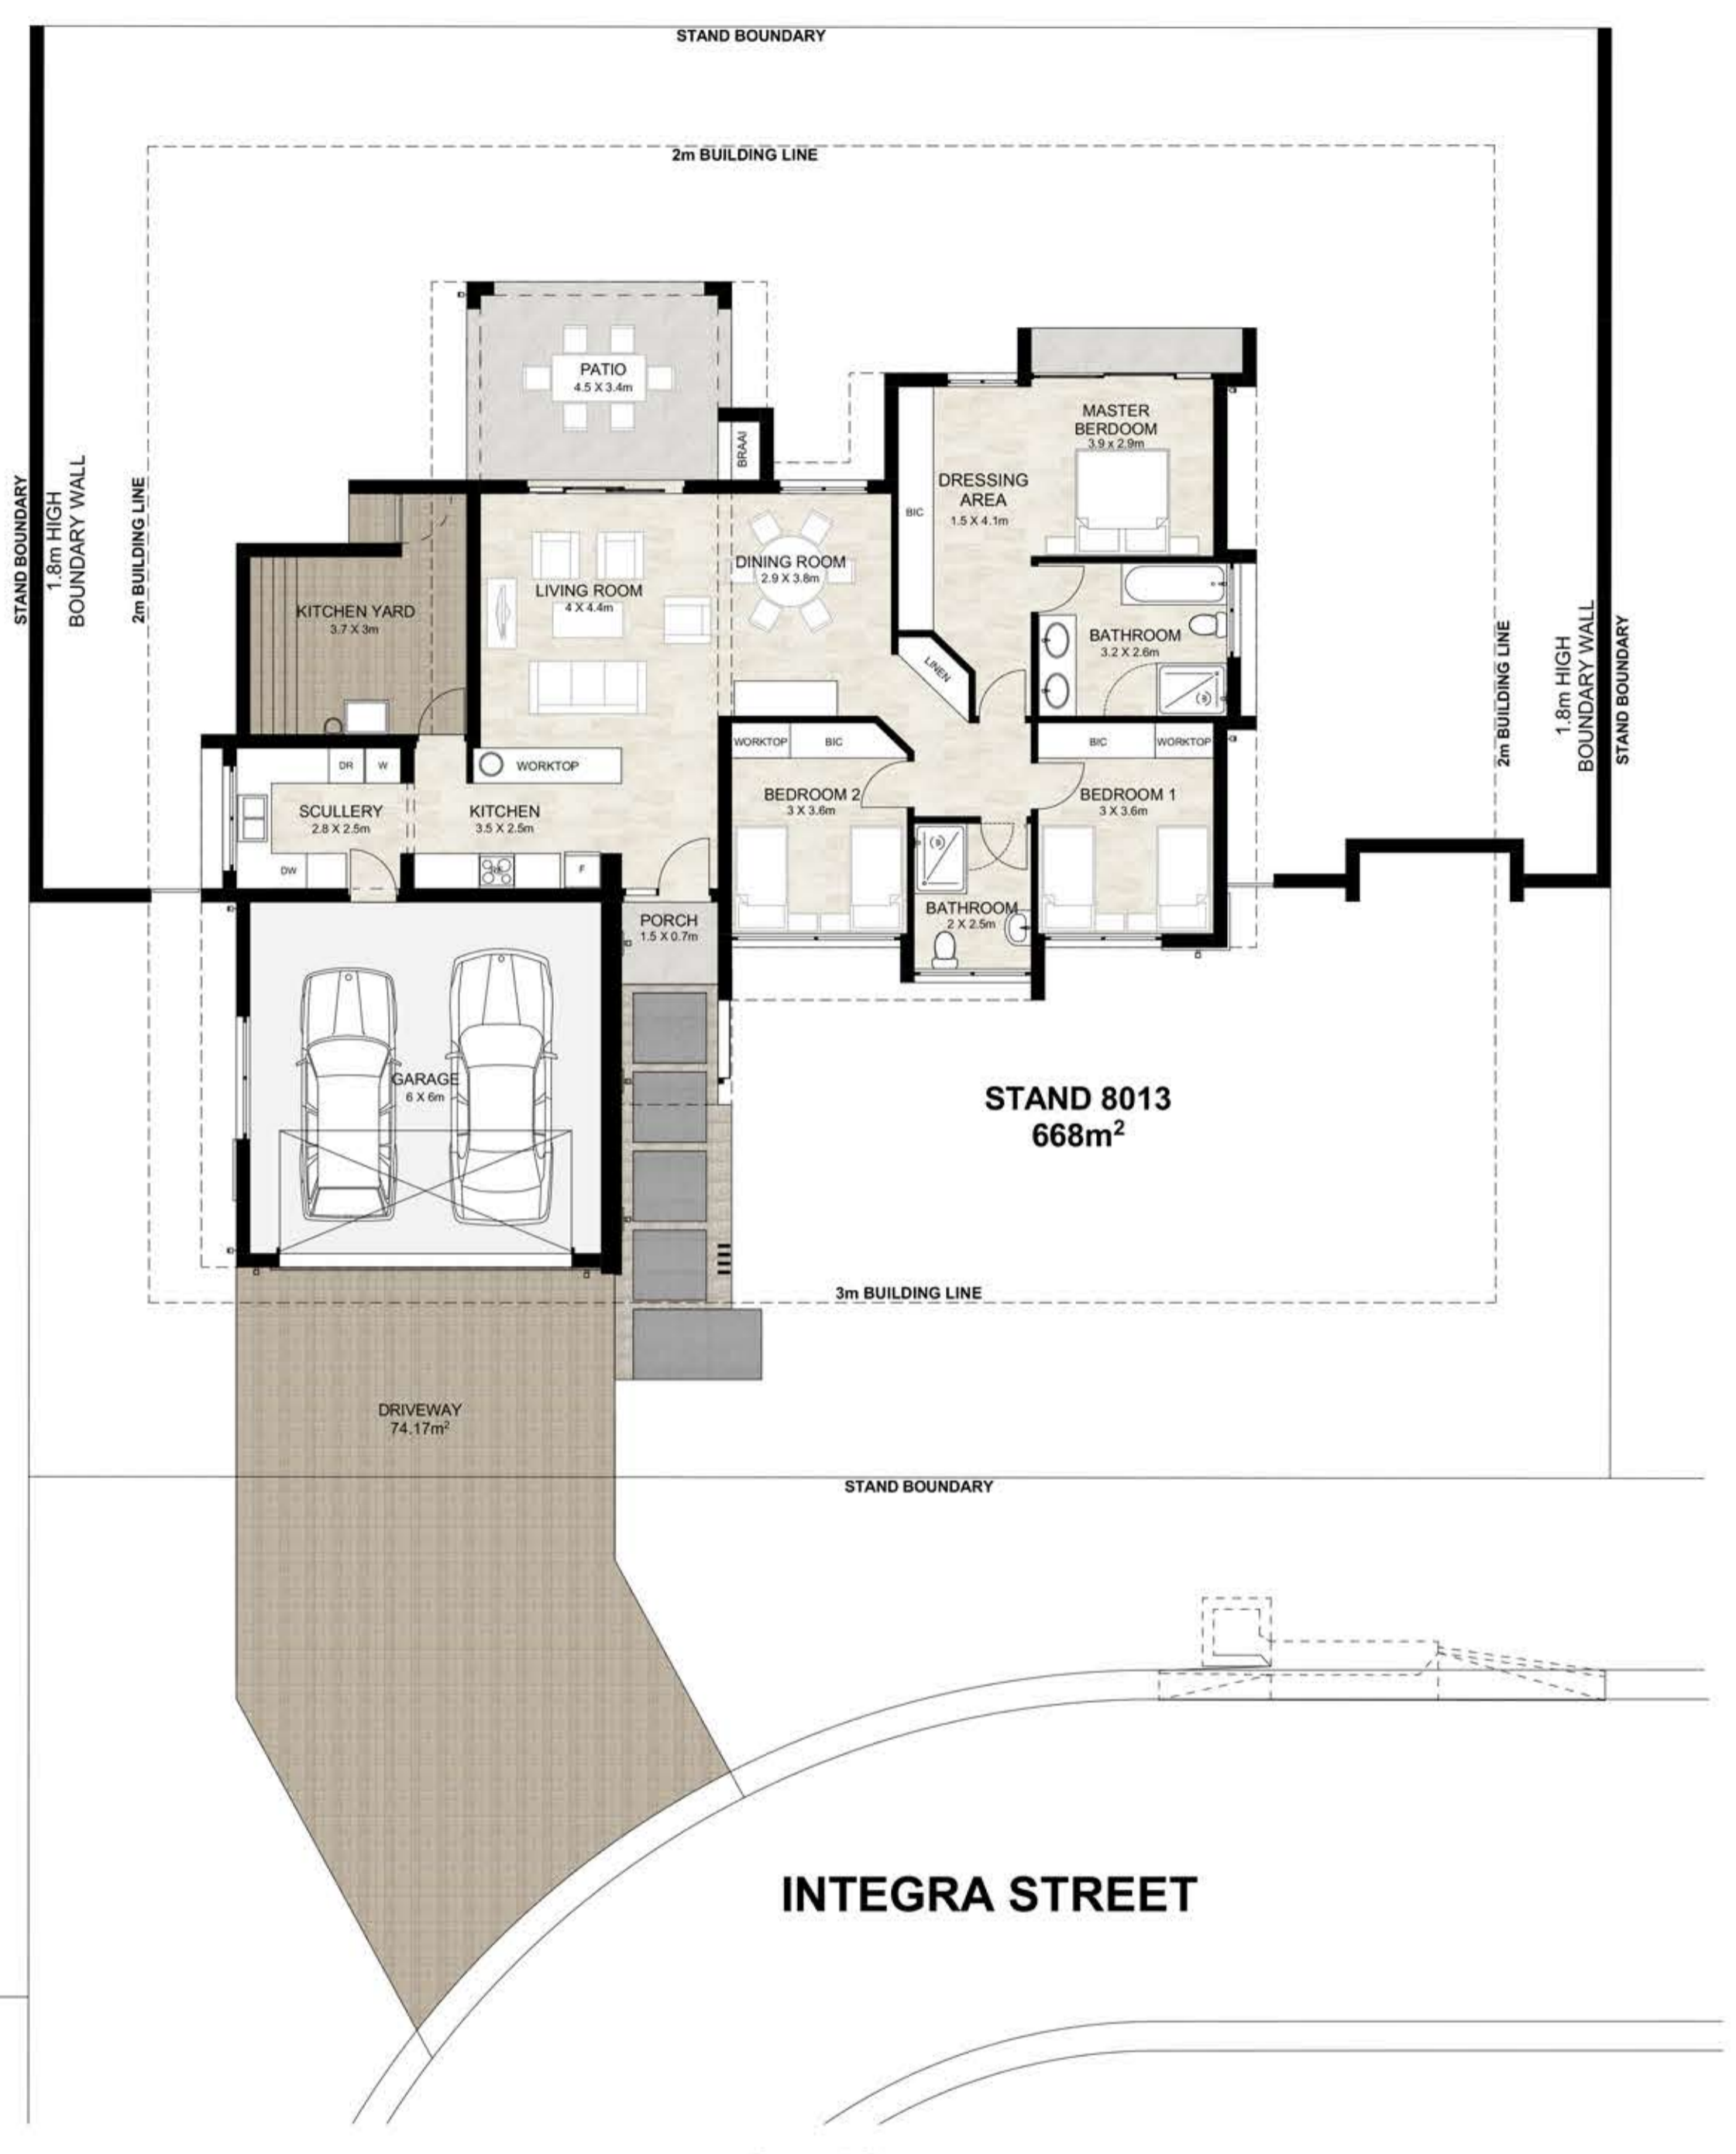 STAND BOUNDARY
2m BUILDING LINE
STAND BOUNDARY
1.8m HIGH
BOUNDARY WALL
2m BUILDING LINE
PATIO
4.5 X 3.4m
BRAAI
MASTER
BERDOOM
3.9 x 2.9m
DRESSING
AREA
1.5 X 4.1m
BIC
KITCHEN YARD
3.7 X 3m
LIVING ROOM
4 X 4.4m
DINING ROOM
2.9 X 3.8m
LINEN
BATHROOM
3.2 X 2.6m
2m BUILDING LINE
1.8m HIGH
BOUNDARY WALL
STAND BOUNDARY
DR
W
WORKTOP
WORKTOP
BIC
BIC
WORKTOP
SCULLERY
2.8 X 2.5m
KITCHEN
3.5 X 2.5m
BEDROOM 2
3 X 3.6m
BEDROOM 1
3 X 3.6m
DW
F
PORCH
1.5 X 0.7m
BATHROOM
2 X 2.5m
GARAGE
6 X 6m
STAND 8013
668m²
3m BUILDING LINE
DRIVEWAY
74.17m²
STAND BOUNDARY
INTEGRA STREET